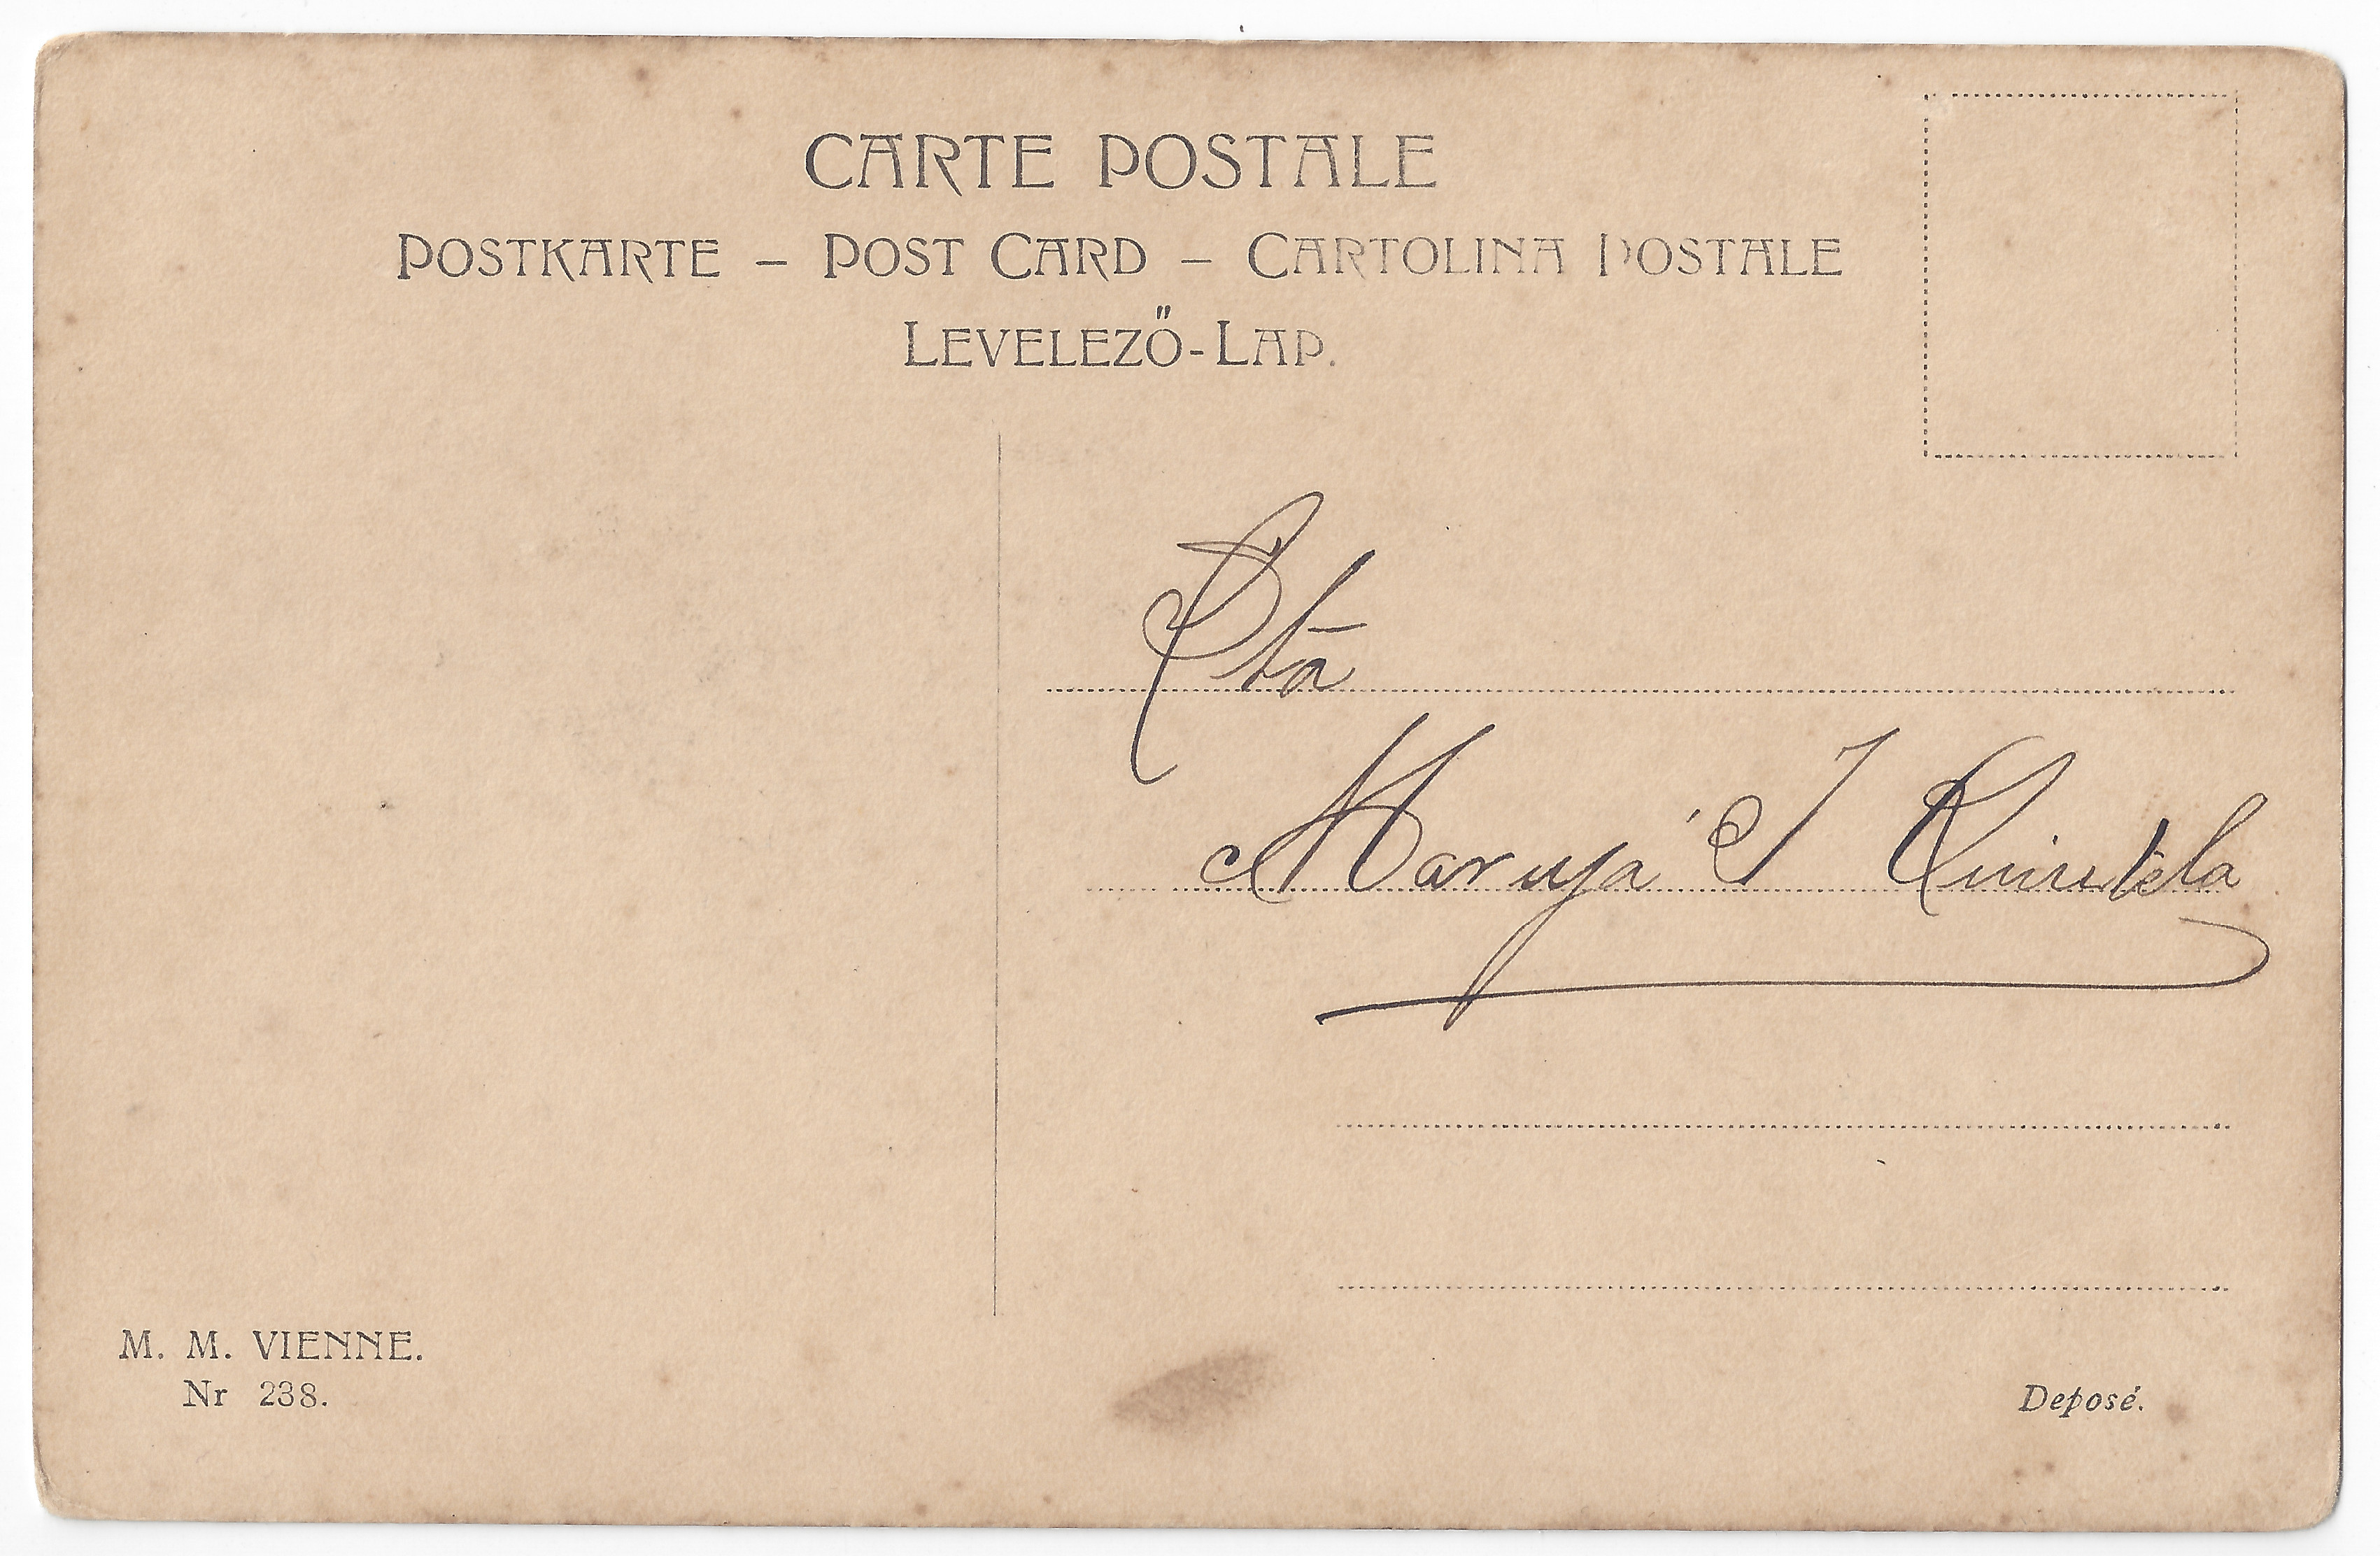 CARTE POSTALE
POSTKARTE – POST CARD – CARTOLINA POSTALE
LEVELEZŐ-LAP.
Sta
Maruja J Quintela
M. M. VIENNE.
Nr 238.
Deposé.